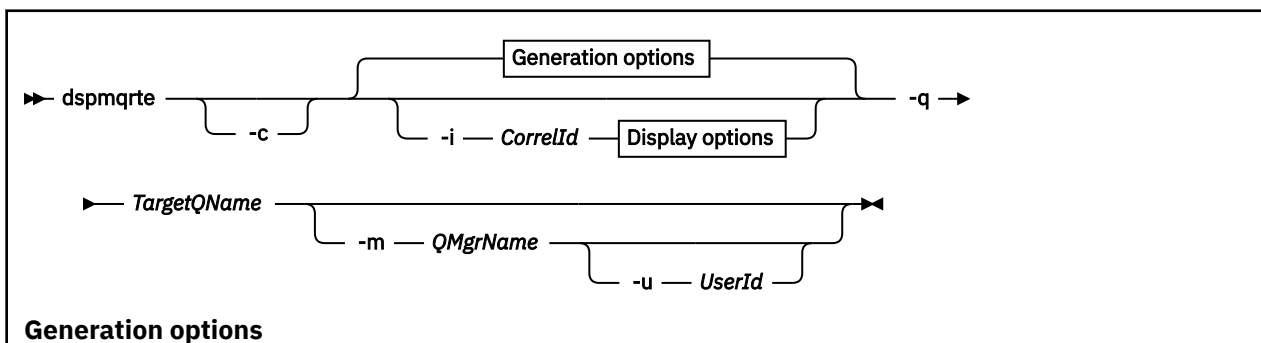 Generation options
dspmqrte -q
-c -i CorrelId Display options
TargetQName
-m QMgrName
-u UserId
Generation options